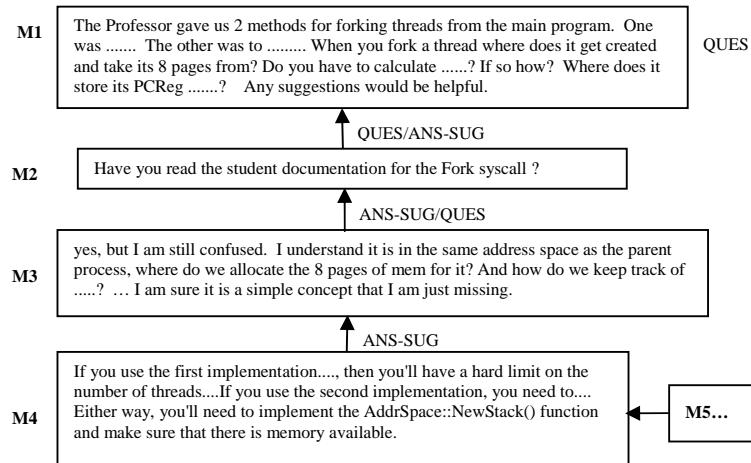 M1
The Professor gave us 2 methods for forking threads from the main program. One
was ....... The other was to ......... When you fork a thread where does it get created
and take its 8 pages from? Do you have to calculate ......? If so how? Where does it
store its PCReg .......? Any suggestions would be helpful.
QUES
QUES/ANS-SUG
M2
Have you read the student documentation for the Fork syscall ?
ANS-SUG/QUES
M3
yes, but I am still confused. I understand it is in the same address space as the parent
process, where do we allocate the 8 pages of mem for it? And how do we keep track of
.....? … I am sure it is a simple concept that I am just missing.
ANS-SUG
M4
If you use the first implementation...., then you'll have a hard limit on the
number of threads....If you use the second implementation, you need to....
Either way, you'll need to implement the AddrSpace::NewStack() function
and make sure that there is memory available.
M5…